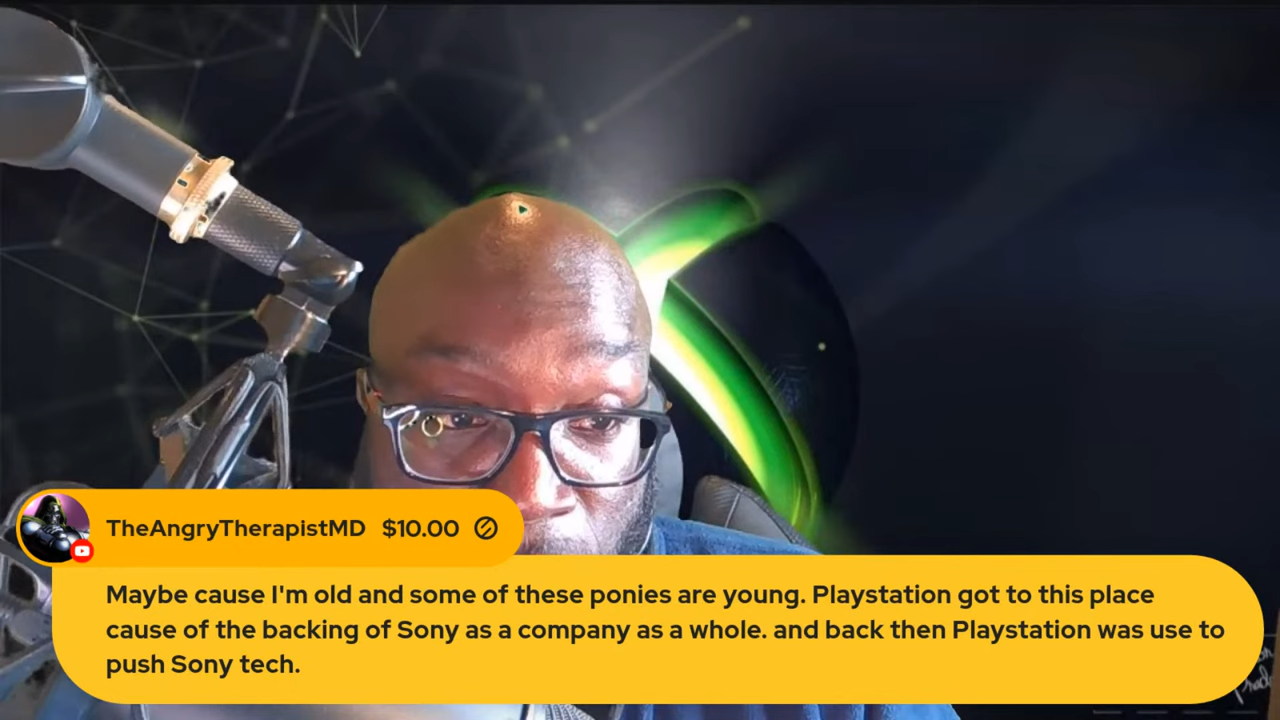 TheAngryTherapistMD $10.00
Maybe cause I'm old and some of these ponies are young. Playstation got to this place
cause of the backing of Sony as a company as a whole. and back then Playstation was use to
push Sony tech.